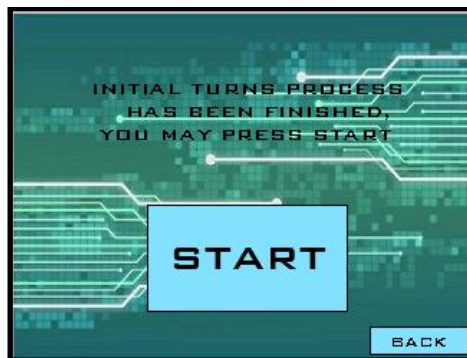 INITIAL TURNS PROCESS
HAS BEEN FINISHED,
YOU MAY PRESS START
START
BACK